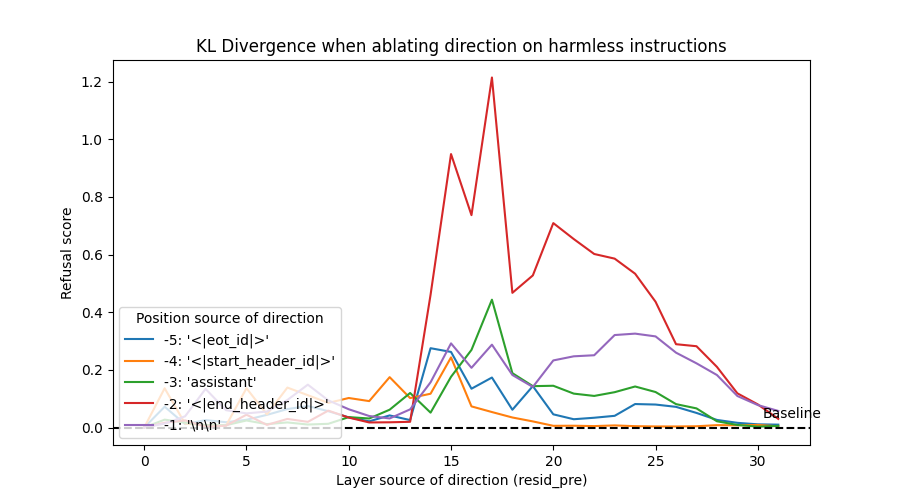 KL Divergence when ablating direction on harmless instructions
Refusal score
1.2
1.0
0.8
0.6
0.4
0.2
0.0
Position source of direction
-5: '<|eot_id|>'
-4: '<|start_header_id|>'
-3: 'assistant'
-2: '<|end_header_id|>'
-1: '\n\n'
Baseline
0 5 10 15 20 25 30
Layer source of direction (resid_pre)